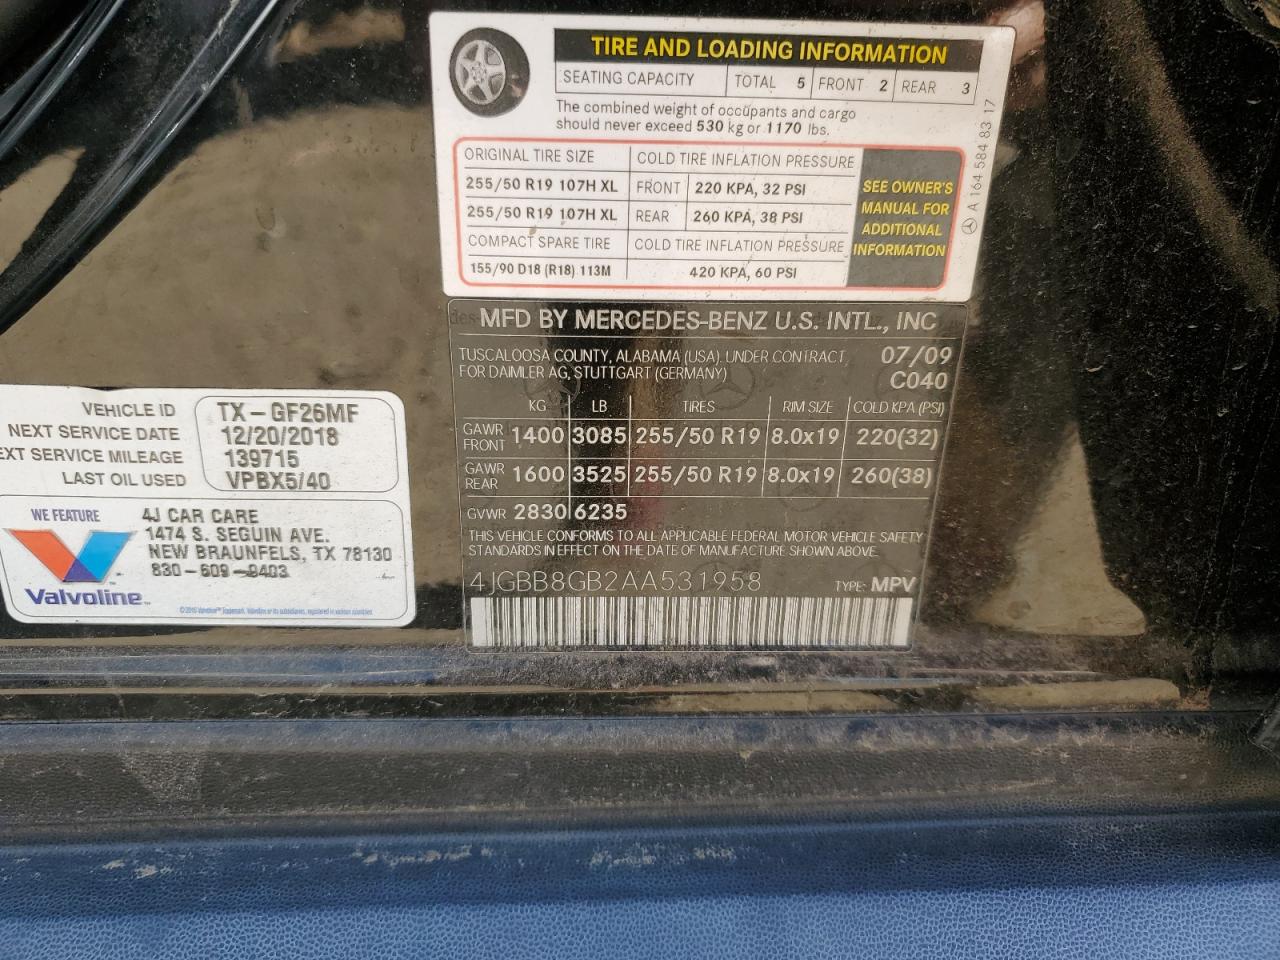 TIRE AND LOADING INFORMATION
SEATING CAPACITY TOTAL 5 FRONT 2 REAR 3
The combined weight of occupants and cargo
should never exceed 530 kg or 1170 lbs.
ORIGINAL TIRE SIZE COLD TIRE INFLATION PRESSURE
255/50 R19 107H XL FRONT 220 KPA, 32 PSI
255/50 R19 107H XL REAR 260 KPA, 38 PSI
COMPACT SPARE TIRE COLD TIRE INFLATION PRESSURE
155/90 D18 (R18) 113M 420 KPA, 60 PSI
SEE OWNER'S
MANUAL FOR
ADDITIONAL
INFORMATION
A 164 584 83 17
MFD BY MERCEDES-BENZ U.S. INTL., INC
TUSCALOOSA COUNTY, ALABAMA (USA), UNDER CONTRACT, 07/09
FOR DAIMLER AG, STUTTGART (GERMANY) C040
KG LB TIRES RIM SIZE COLD KPA (PSI)
GAWR FRONT 1400 3085 255/50 R19 8.0x19 220(32)
GAWR REAR 1600 3525 255/50 R19 8.0x19 260(38)
GVWR 2830 6235
THIS VEHICLE CONFORMS TO ALL APPLICABLE FEDERAL MOTOR VEHICLE SAFETY
STANDARDS IN EFFECT ON THE DATE OF MANUFACTURE SHOWN ABOVE.
4JGBB8GB2AA531958 TYPE: MPV
VEHICLE ID TX-GF26MF
NEXT SERVICE DATE 12/20/2018
EXT SERVICE MILEAGE 139715
LAST OIL USED VPBX5/40
WE FEATURE
Valvoline
4J CAR CARE
1474 S. SEGUIN AVE.
NEW BRAUNFELS, TX 78130
830-609-9403